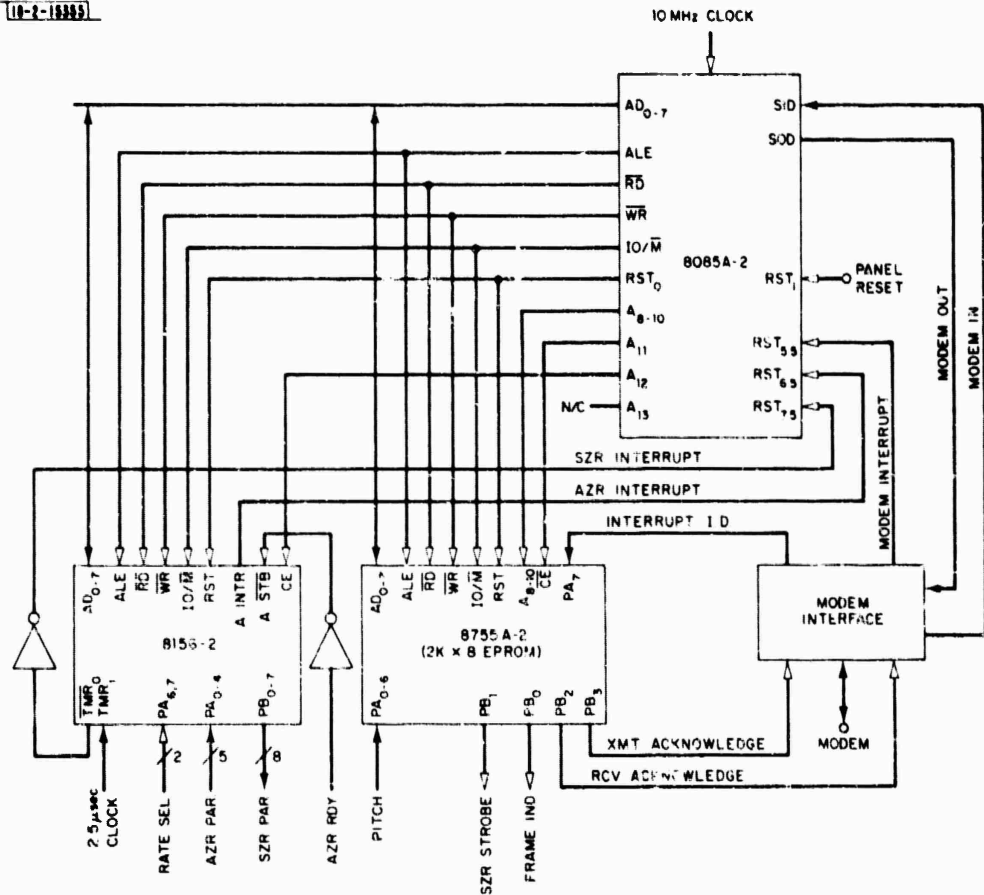 18-2-15355
10 MHz CLOCK
AD0-7
SID
SOD
ALE
RD
WR
IO/M
8085A-2
RST0
RSTi
PANEL
RESET
A8-10
A11
RST5.5
A12
RST6.5
N/C
A13
RST7.5
MODEM OUT
MODEM IN
SZR INTERRUPT
AZR INTERRUPT
MODEM INTERRUPT
INTERRUPT I D
AD0-7
ALE
RD
WR
IO/M
RST
A INTR
A STB
CE
8156-2
TMR0
TMR1
PA6,7
PA0-4
PB0-7
AD0-7
ALE
RD
WR
IO/M
RST
A8-10
CE
PA7
8755A-2
(2K × 8 EPROM)
PA0-6
PB1
PB0
PB2
PB3
MODEM
INTERFACE
2
5
8
XMT ACKNOWLEDGE
MODEM
RCV ACKNOWLEDGE
2.5 μsec
CLOCK
RATE SEL
AZR PAR
SZR PAR
AZR RDY
PITCH
SZR STROBE
FRAME IND